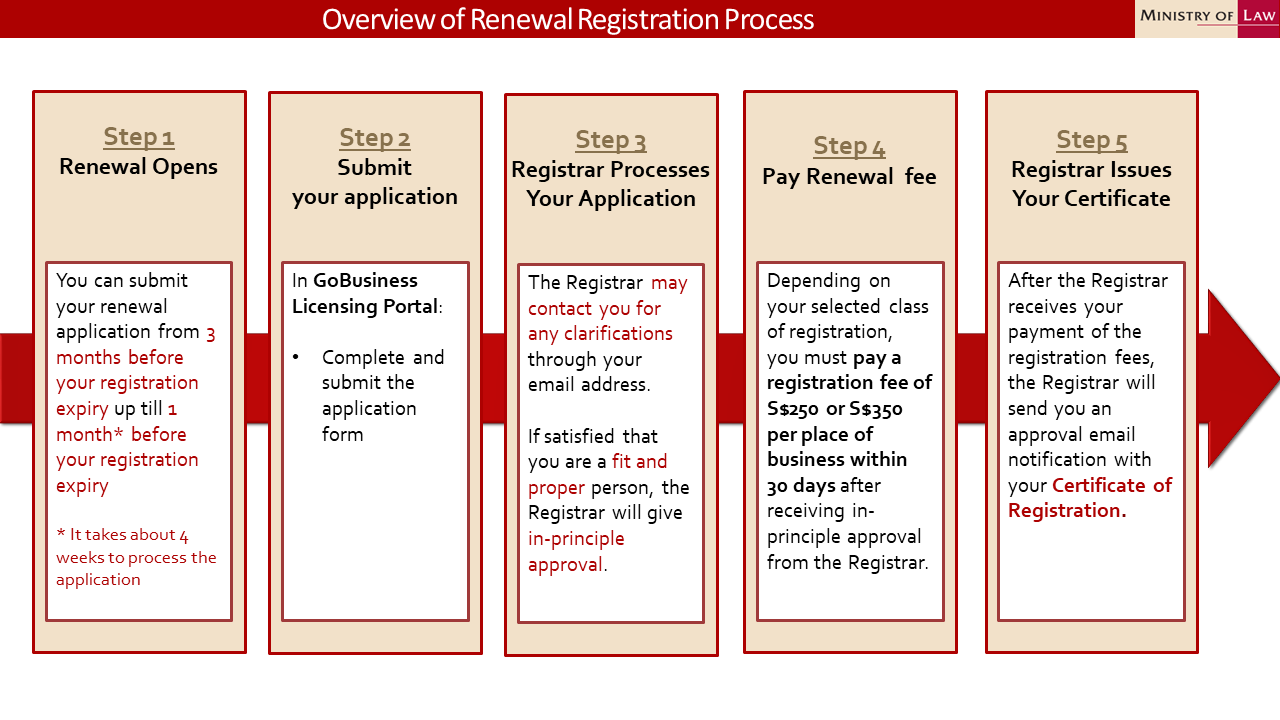 Overview of Renewal Registration Process
MINISTRY OF LAW
Step 1
Renewal Opens
You can submit
your renewal
application from 3
months before
your registration
expiry up till 1
month* before
your registration
expiry
* It takes about 4
weeks to process the
application
Step 2
Submit
your application
In GoBusiness
Licensing Portal:
• Complete and
submit the
application
form
Step 3
Registrar Processes
Your Application
The Registrar may
contact you for
any clarifications
through your
email address.
If satisfied that
you are a fit and
proper person, the
Registrar will give
in-principle
approval.
Step 4
Pay Renewal fee
Depending on
your selected class
of registration,
you must pay a
registration fee of
S$250 or S$350
per place of
business within
30 days after
receiving in-
principle approval
from the Registrar.
Step 5
Registrar Issues
Your Certificate
After the Registrar
receives your
payment of the
registration fees,
the Registrar will
send you an
approval email
notification with
your Certificate of
Registration.